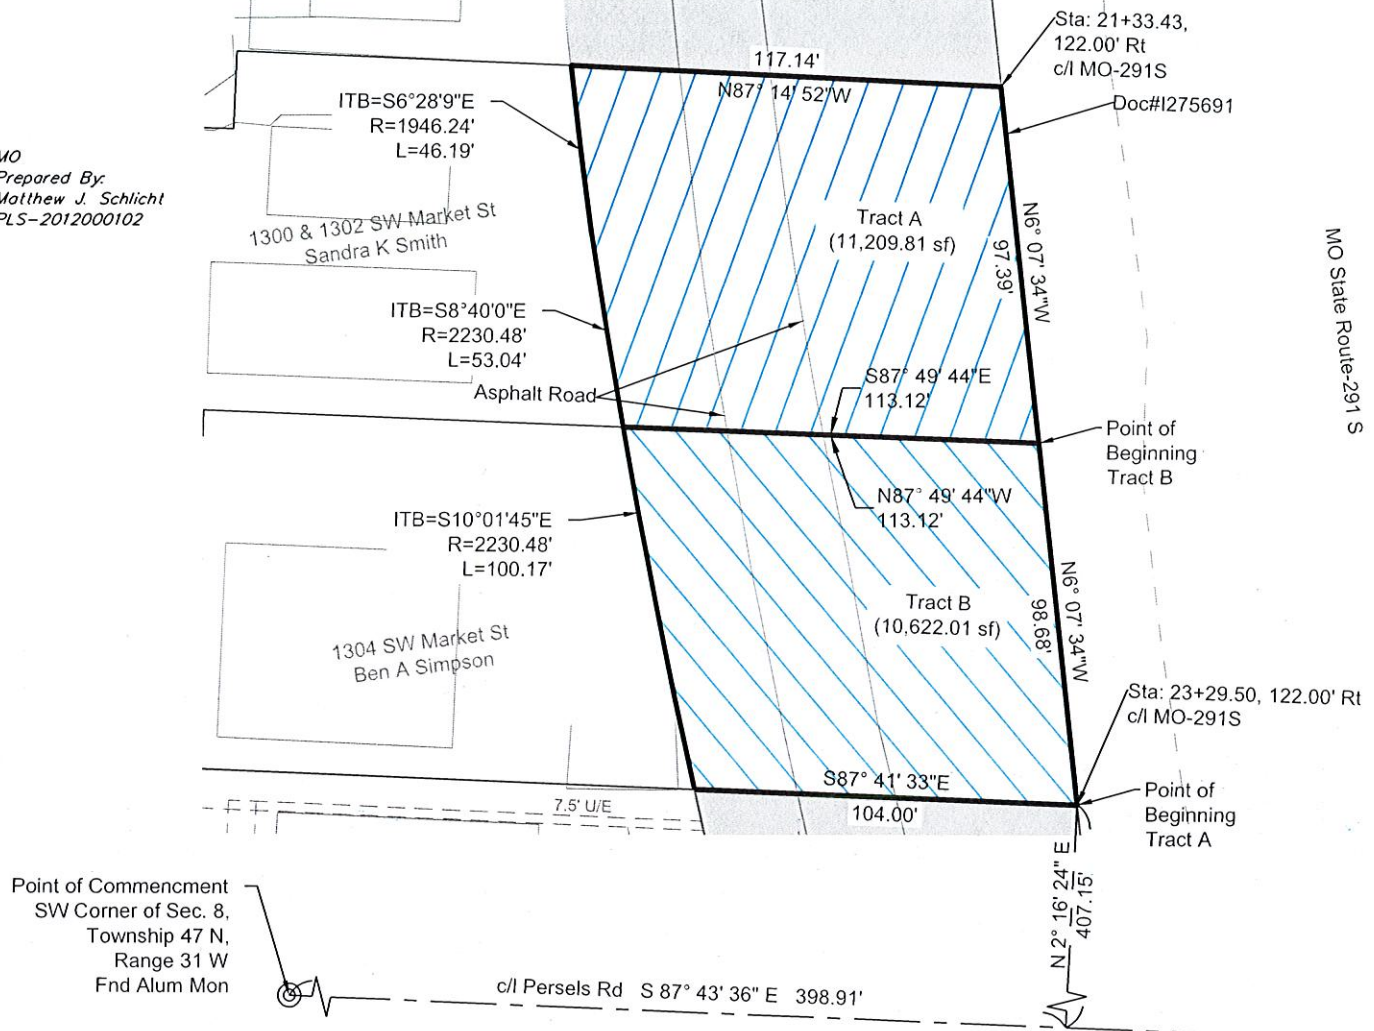 Sta: 21+33.43,
122.00' Rt
c/l MO-291S
117.14'
N87° 14' 52"W
Doc#I275691
ITB=S6°28'9"E
R=1946.24'
L=46.19'
MO
Prepared By:
Matthew J. Schlicht
PLS-2012000102
1300 & 1302 SW Market St
Sandra K Smith
Tract A
(11,209.81 sf)
N6° 07' 34"W
97.39'
MO State Route-291 S
ITB=S8°40'0"E
R=2230.48'
L=53.04'
Asphalt Road
S87° 49' 44"E
113.12'
Point of
Beginning
Tract B
N87° 49' 44"W
113.12'
ITB=S10°01'45"E
R=2230.48'
L=100.17'
Tract B
(10,622.01 sf)
N6° 07' 34"W
98.68'
1304 SW Market St
Ben A Simpson
Sta: 23+29.50, 122.00' Rt
c/l MO-291S
S87° 41' 33"E
104.00'
7.5' U/E
Point of
Beginning
Tract A
N 2° 16' 24" E
407.15'
Point of Commencment
SW Corner of Sec. 8,
Township 47 N,
Range 31 W
Fnd Alum Mon
c/l Persels Rd S 87° 43' 36" E 398.91'